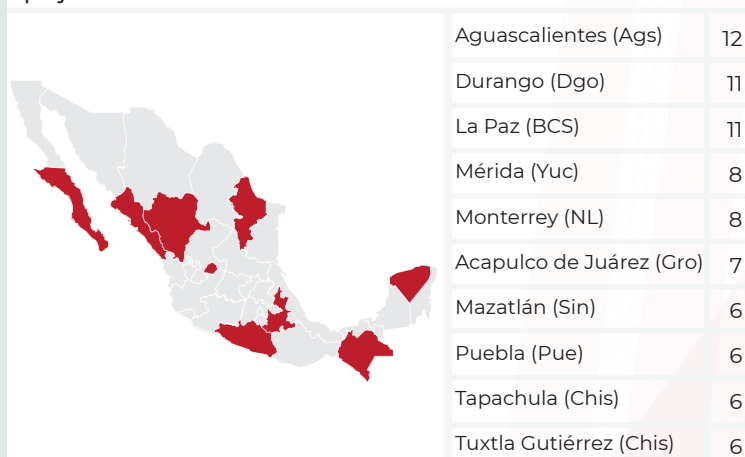 Aguascalientes (Ags) 12
Durango (Dgo) 11
La Paz (BCS) 11
Mérida (Yuc) 8
Monterrey (NL) 8
Acapulco de Juárez (Gro) 7
Mazatlán (Sin) 6
Puebla (Pue) 6
Tapachula (Chis) 6
Tuxtla Gutiérrez (Chis) 6